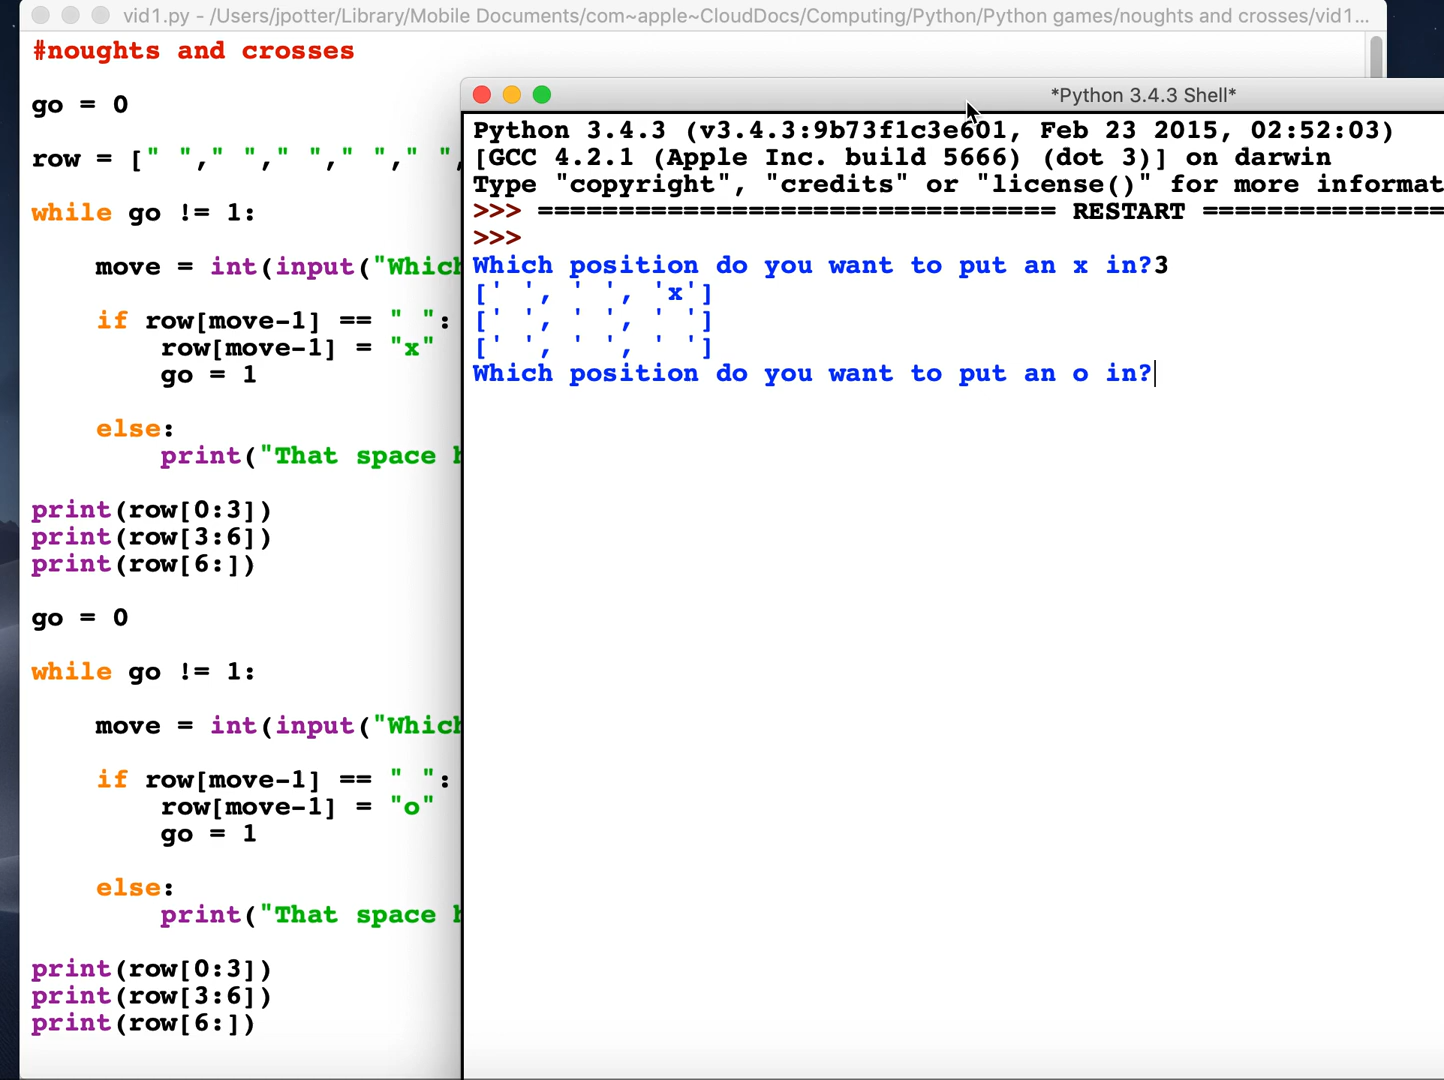 vid1.py - /Users/jpotter/Library/Mobile Documents/com~apple~CloudDocs/Computing/Python/Python games/noughts and crosses/vid1...
#noughts and crosses
go = 0
row = [" "," "," "," "," ",
while go != 1:
move = int(input("Which
if row[move-1] == " ":
row[move-1] = "x"
go = 1
else:
print("That space h
print(row[0:3])
print(row[3:6])
print(row[6:])
go = 0
while go != 1:
move = int(input("Which
if row[move-1] == " ":
row[move-1] = "o"
go = 1
else:
print("That space h
print(row[0:3])
print(row[3:6])
print(row[6:])
*Python 3.4.3 Shell*
Python 3.4.3 (v3.4.3:9b73f1c3e601, Feb 23 2015, 02:52:03)
[GCC 4.2.1 (Apple Inc. build 5666) (dot 3)] on darwin
Type "copyright", "credits" or "license()" for more informat
>>> ================================ RESTART ===============
>>>
Which position do you want to put an x in?3
[' ', ' ', 'x']
[' ', ' ', ' ']
[' ', ' ', ' ']
Which position do you want to put an o in?